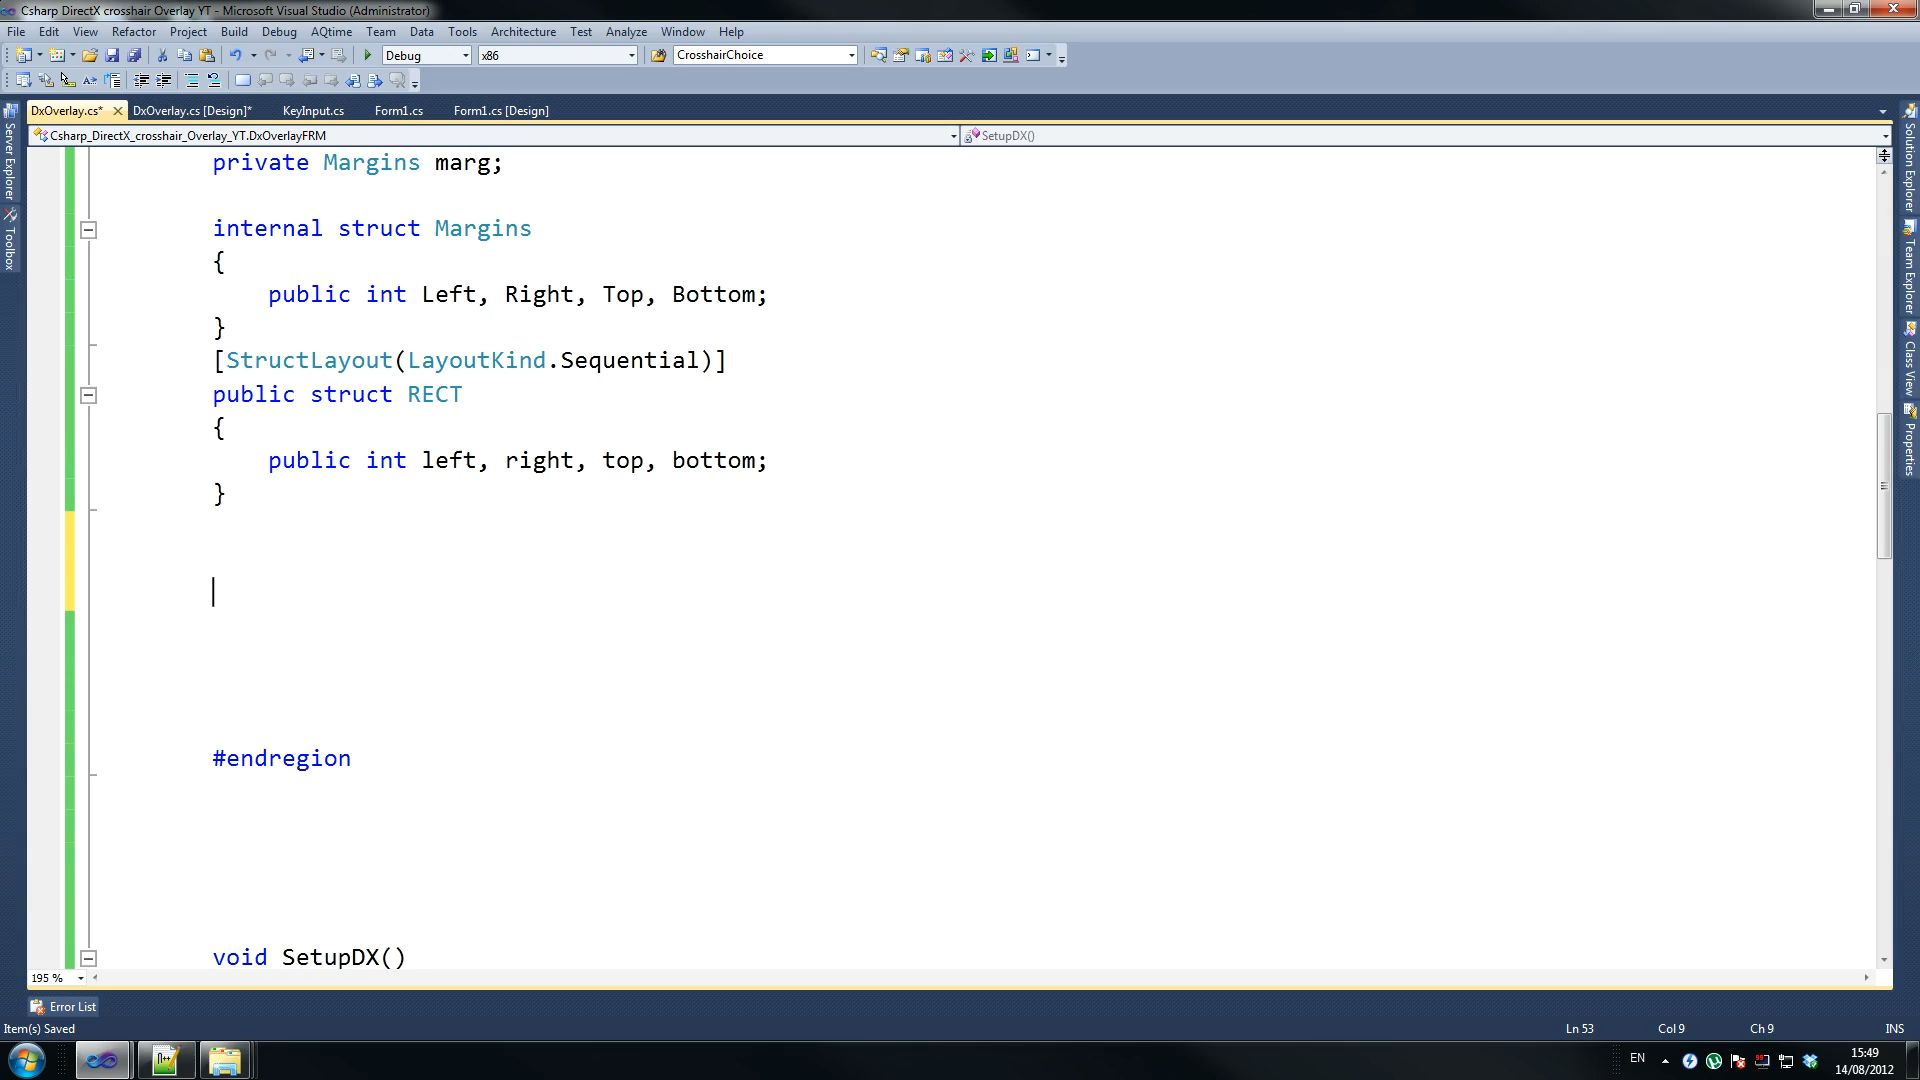 Csharp DirectX crosshair Overlay YT - Microsoft Visual Studio (Administrator)
File Edit View Refactor Project Build Debug AQtime Team Data Tools Architecture Test Analyze Window Help
Debug x86 CrosshairChoice
DxOverlay.cs* DxOverlay.cs [Design]* KeyInput.cs Form1.cs Form1.cs [Design]
Csharp_DirectX_crosshair_Overlay_YT.DxOverlayFRM SetupDX()
Server Explorer
Toolbox
private Margins marg;
internal struct Margins
{
public int Left, Right, Top, Bottom;
}
[StructLayout(LayoutKind.Sequential)]
public struct RECT
{
public int left, right, top, bottom;
}
#endregion
void SetupDX()
Solution Explorer
Team Explorer
Class View
Properties
195 %
Error List
Item(s) Saved Ln 53 Col 9 Ch 9 INS
EN 15:49
14/08/2012